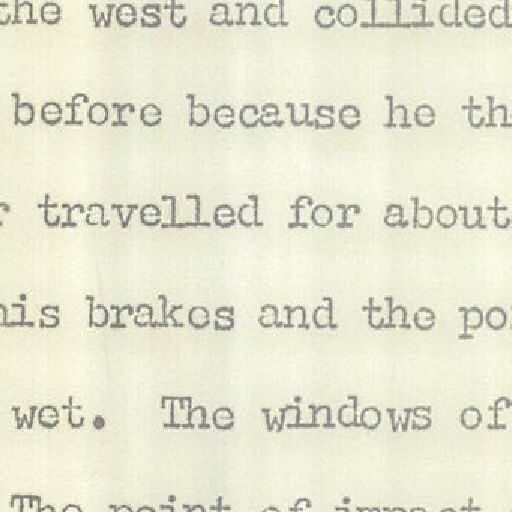 the west and collided
before because he th
r travelled for about
his brakes and the po
wet. The windows of
The point of impact